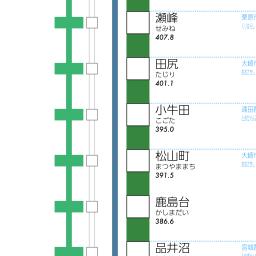 瀬峰
せみね
407.8
田尻
たじり
401.1
小牛田
こごた
395.0
松山町
まつやままち
391.5
鹿島台
かしまだい
386.6
品井沼